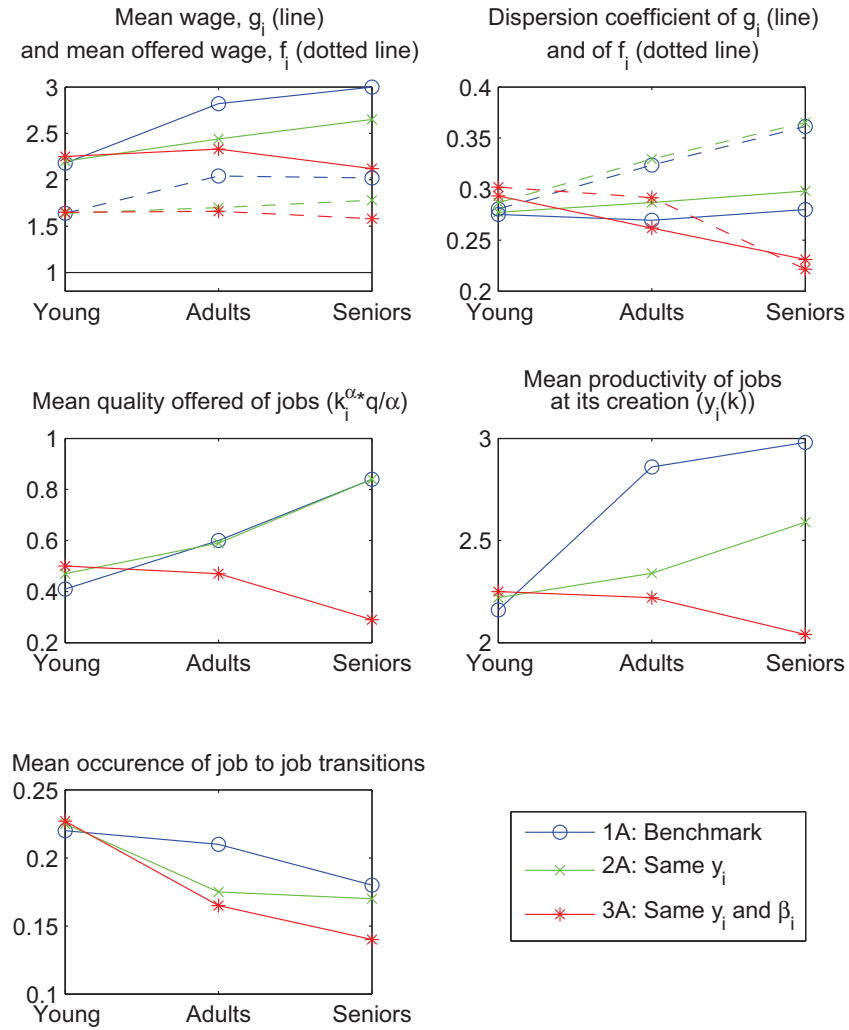 Mean wage, g_i (line)
and mean offered wage, f_i (dotted line)
3
2.5
2
1.5
1
Young Adults Seniors
Dispersion coefficient of g_i (line)
and of f_i (dotted line)
0.4
0.35
0.3
0.25
0.2
Young Adults Seniors
Mean quality offered of jobs (k_i^α*q/α)
1
0.8
0.6
0.4
0.2
Young Adults Seniors
Mean productivity of jobs
at its creation (y_i(k))
3
2.5
2
Young Adults Seniors
Mean occurence of job to job transitions
0.25
0.2
0.15
0.1
Young Adults Seniors
1A: Benchmark
2A: Same y_i
3A: Same y_i and β_i